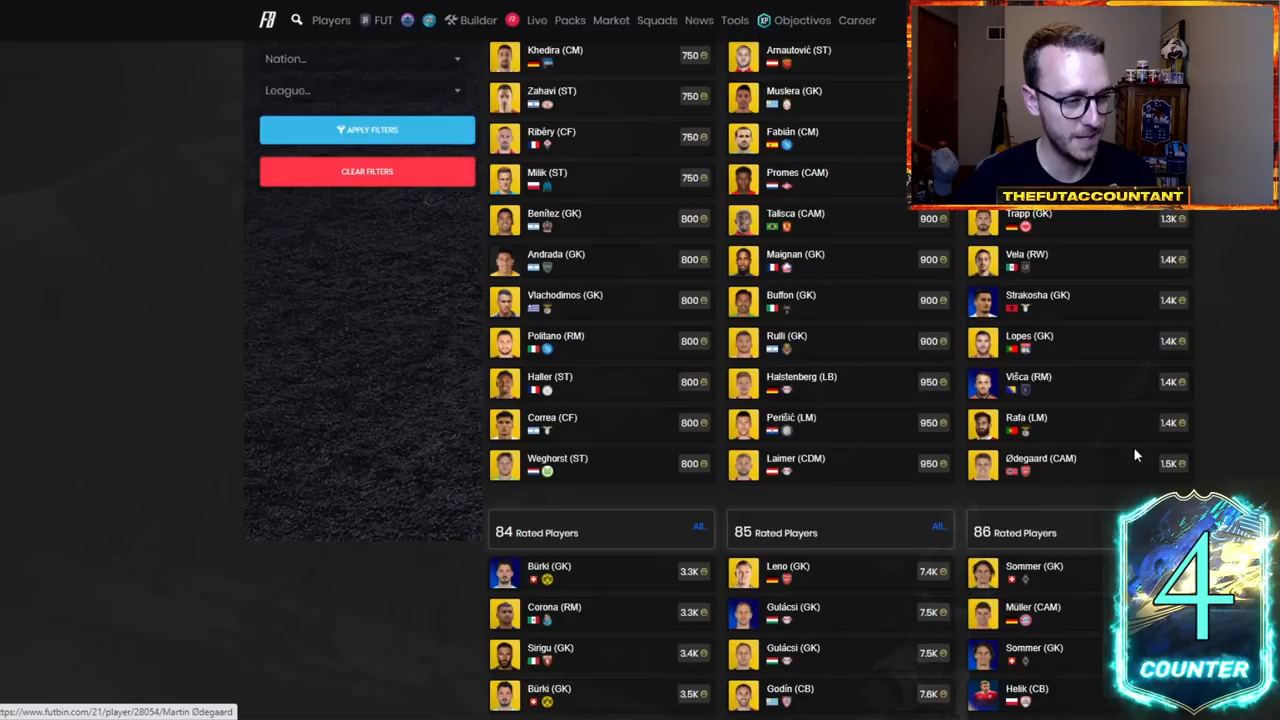 FB Players FUT Builder Live Packs Market Squads News Tools XP Objectives Career
Nation...
League...
APPLY FILTERS
CLEAR FILTERS
Khedira (CM) 750
Zahavi (ST) 750
Ribéry (CF) 750
Milik (ST) 750
Benítez (GK) 800
Andrada (GK) 800
Vlachodimos (GK) 800
Politano (RM) 800
Haller (ST) 800
Correa (CF) 800
Weghorst (ST) 800
Arnautović (ST)
Muslera (GK)
Fabián (CM)
Promes (CAM)
Talisca (CAM) 900
Maignan (GK) 900
Buffon (GK) 900
Rulli (GK) 900
Halstenberg (LB) 950
Perišić (LM) 950
Laimer (CDM) 950
THEFUTACCOUNTANT
Trapp (GK) 1.3K
Vela (RW) 1.4K
Strakosha (GK) 1.4K
Lopes (GK) 1.4K
Višca (RM) 1.4K
Rafa (LM) 1.4K
Ødegaard (CAM) 1.5K
84 Rated Players All..
Bürki (GK) 3.3K
Corona (RM) 3.3K
Sirigu (GK) 3.4K
Bürki (GK) 3.5K
85 Rated Players All..
Leno (GK) 7.4K
Gulácsi (GK) 7.5K
Gulácsi (GK) 7.5K
Godín (CB) 7.6K
86 Rated Players
Sommer (GK)
Müller (CAM)
Sommer (GK)
Helik (CB)
4
COUNTER
ttps://www.futbin.com/21/player/28054/Martin Ødegaard